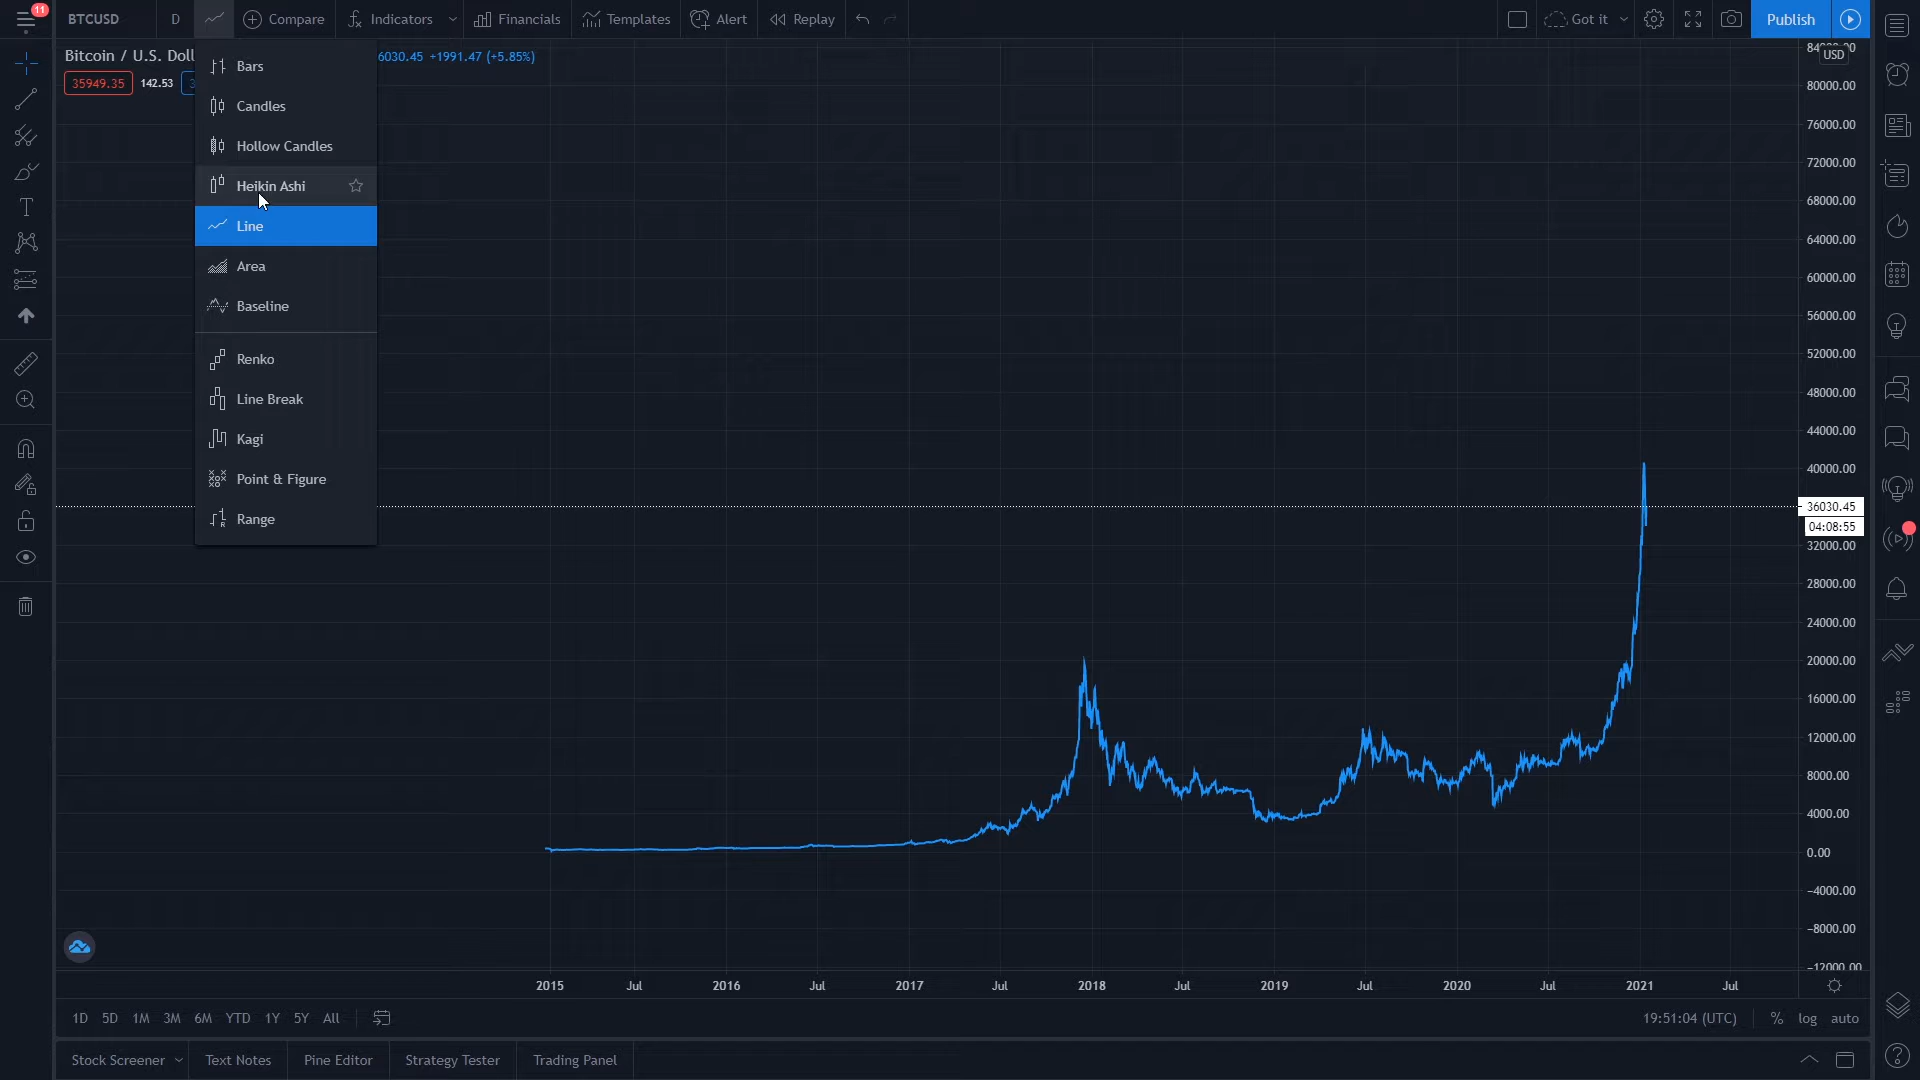 11
BTCUSD D Compare Indicators Financials Templates Alert Replay Got it Publish
Bitcoin / U.S. Doll 6030.45 +1991.47 (+5.85%)
35949.35 142.53 3
Bars
Candles
Hollow Candles
Heikin Ashi
Line
Area
Baseline
Renko
Line Break
Kagi
Point & Figure
Range
USD
80000.00
76000.00
72000.00
68000.00
64000.00
60000.00
56000.00
52000.00
48000.00
44000.00
40000.00
36030.45
04:08:55
32000.00
28000.00
24000.00
20000.00
16000.00
12000.00
8000.00
4000.00
0.00
−4000.00
−8000.00
−12000.00
2015 Jul 2016 Jul 2017 Jul 2018 Jul 2019 Jul 2020 Jul 2021 Jul
1D 5D 1M 3M 6M YTD 1Y 5Y All 19:51:04 (UTC) % log auto
Stock Screener Text Notes Pine Editor Strategy Tester Trading Panel